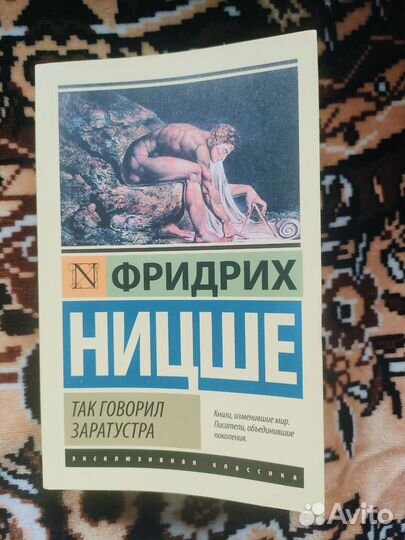 N
ФРИДРИХ
НИЦШЕ
ТАК ГОВОРИЛ
ЗАРАТУСТРА
Книги, изменившие мир.
Писатели, объединившие
поколения.
эксклюзивная классика
Avito